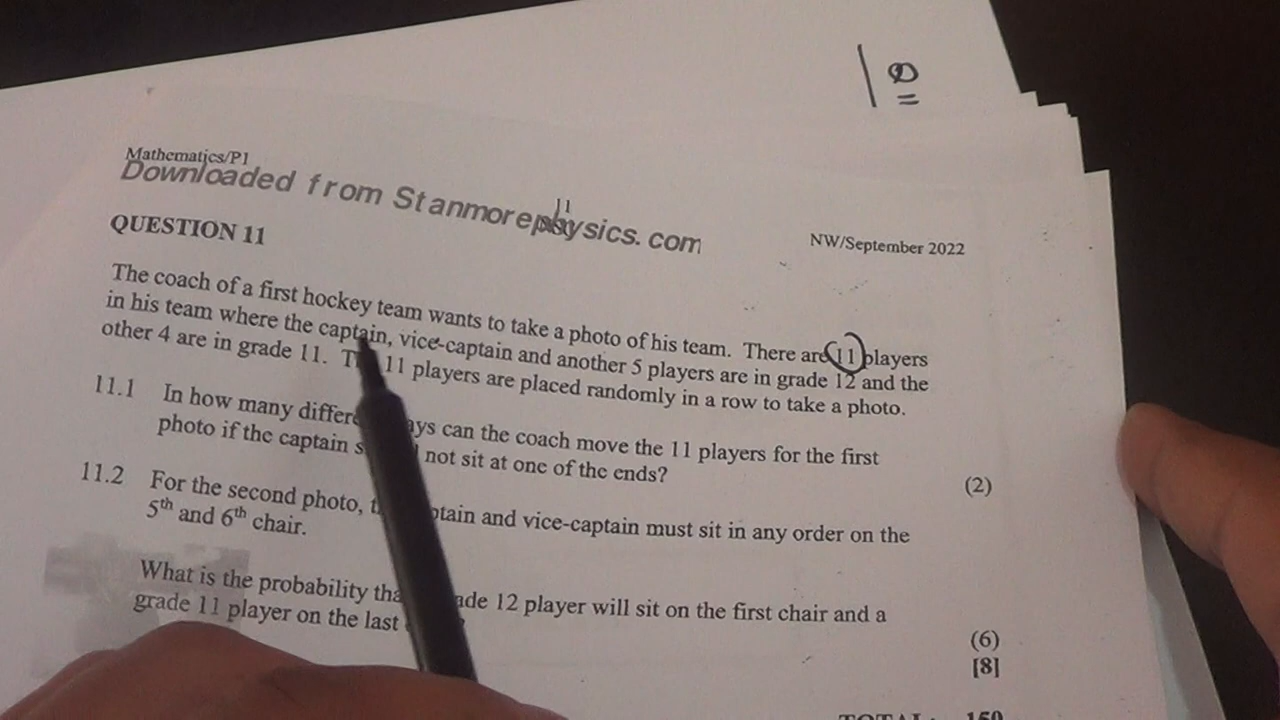 18
Mathematics/P1
Downloaded from Stanmorephysics.com
11
NW/September 2022
QUESTION 11
The coach of a first hockey team wants to take a photo of his team. There are 11 players
in his team where the captain, vice-captain and another 5 players are in grade 12 and the
other 4 are in grade 11. 11 players are placed randomly in a row to take a photo.
11.1 In how many different ways can the coach move the 11 players for the first
photo if the captain not sit at one of the ends?
(2)
11.2 For the second photo, captain and vice-captain must sit in any order on the
5th and 6th chair.
What is the probability that grade 12 player will sit on the first chair and a
grade 11 player on the last
(6)
[8]
TOTAL: 150